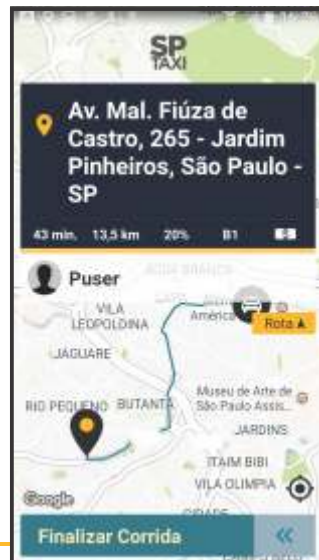 SP
TAXI
Av. Mal. Fiúza de
Castro, 265 - Jardim
Pinheiros, São Paulo -
SP
43 min. 13,5 km 20% B1
Puser
VILA
LEOPOLDINA
América
Rota
JAGUARE
Museu de Arte de
São Paulo Assis...
RIO PEQUENO BUTANTÃ
JARDINS
ITAIM BIBI
VILA OLIMPIA
Google
CIDADE
Finalizar Corrida